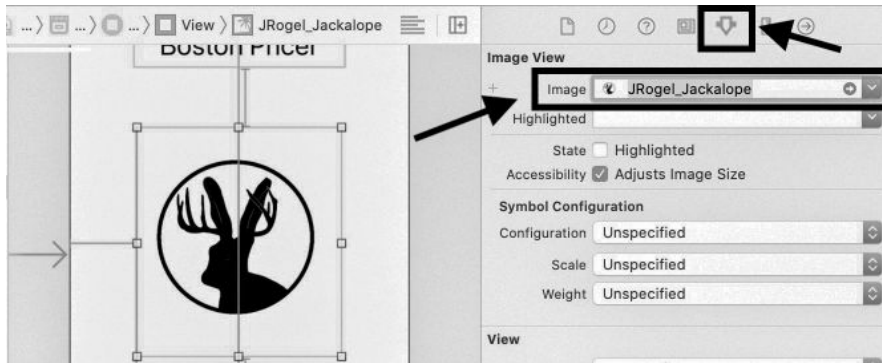 ... ... ... View JRogel_Jackalope
Boston Pricer
Image View
Image JRogel_Jackalope
Highlighted
State Highlighted
Accessibility Adjusts Image Size
Symbol Configuration
Configuration Unspecified
Scale Unspecified
Weight Unspecified
View